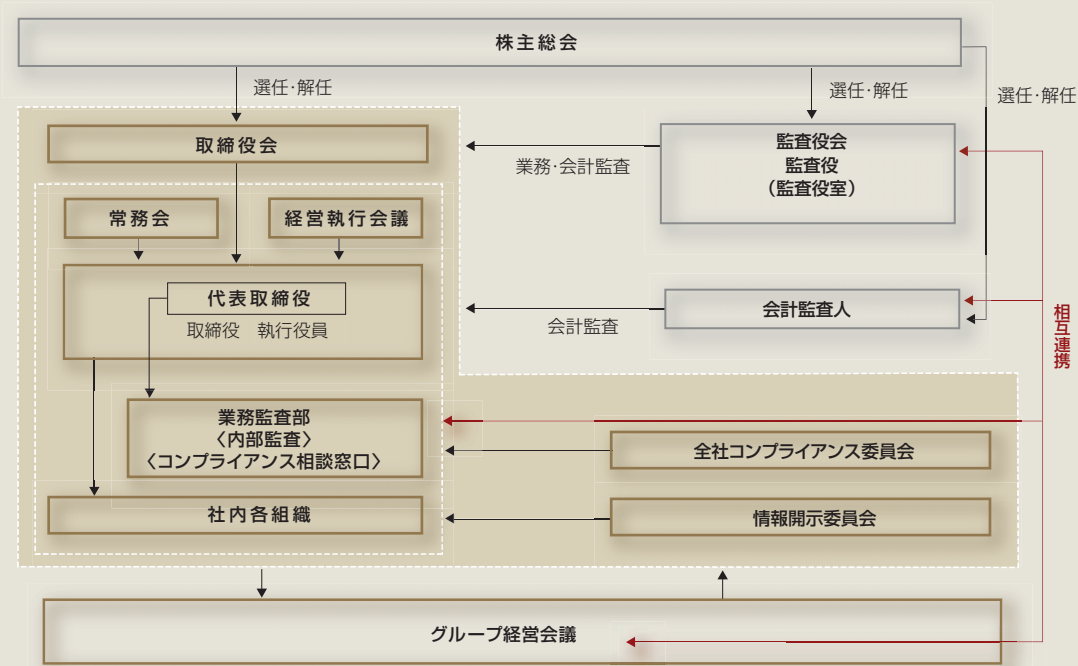 株主総会
選任・解任
選任・解任
選任・解任
取締役会
監査役会
監査役
（監査役室）
業務・会計監査
常務会
経営執行会議
代表取締役
取締役　執行役員
会計監査人
会計監査
相互連携
業務監査部
〈内部監査〉
〈コンプライアンス相談窓口〉
全社コンプライアンス委員会
社内各組織
情報開示委員会
グループ経営会議